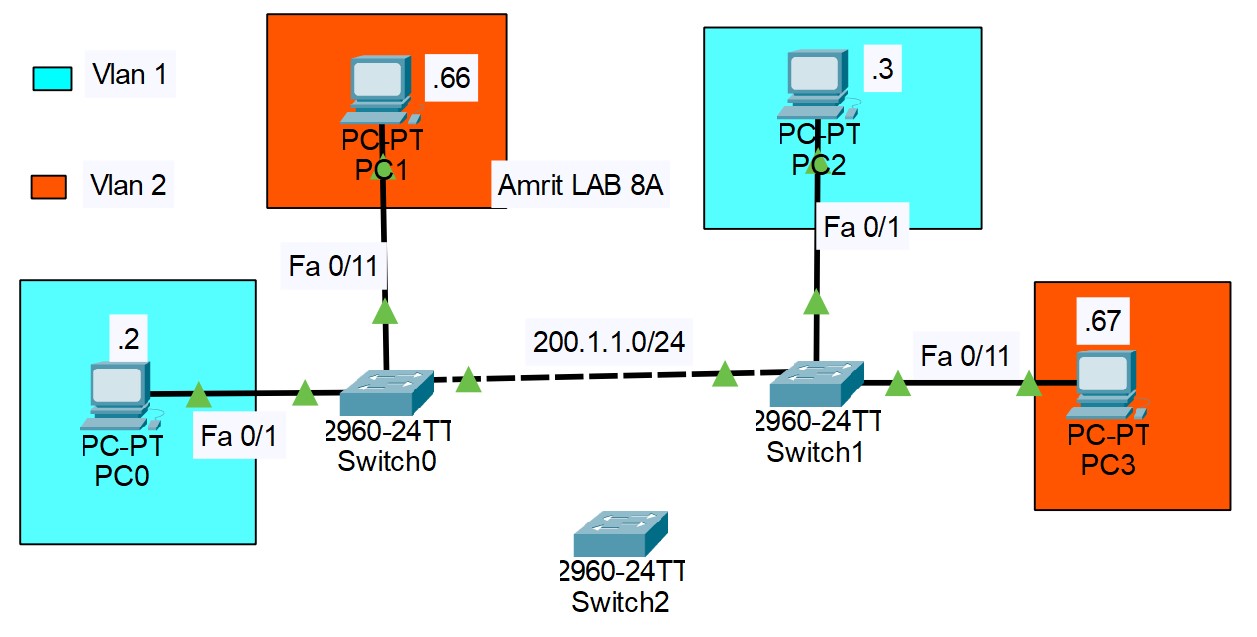 Vlan 1
Vlan 2
.66
PC-PT
PC1
Amrit LAB 8A
Fa 0/11
.3
PC-PT
PC2
Fa 0/1
.2
PC-PT
PC0
Fa 0/1
2960-24TT
Switch0
200.1.1.0/24
2960-24TT
Switch1
Fa 0/11
.67
PC-PT
PC3
2960-24TT
Switch2